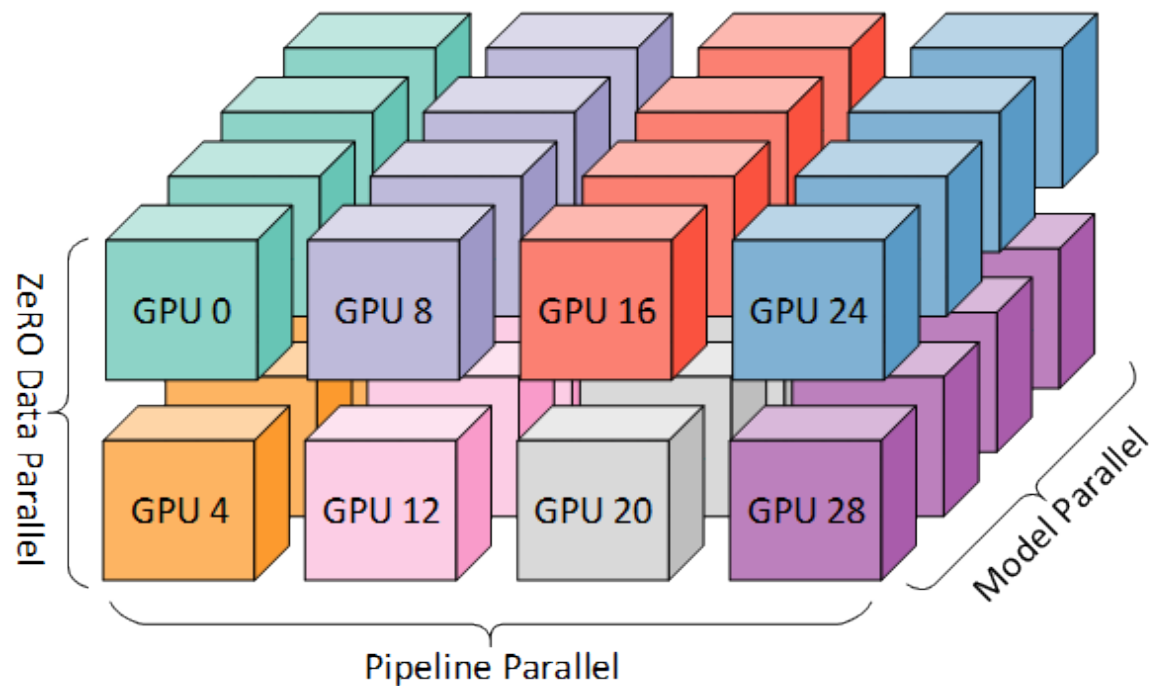 GPU 0
GPU 8
GPU 16
GPU 24
ZeRO Data Parallel
GPU 4
GPU 12
GPU 20
GPU 28
Model Parallel
Pipeline Parallel